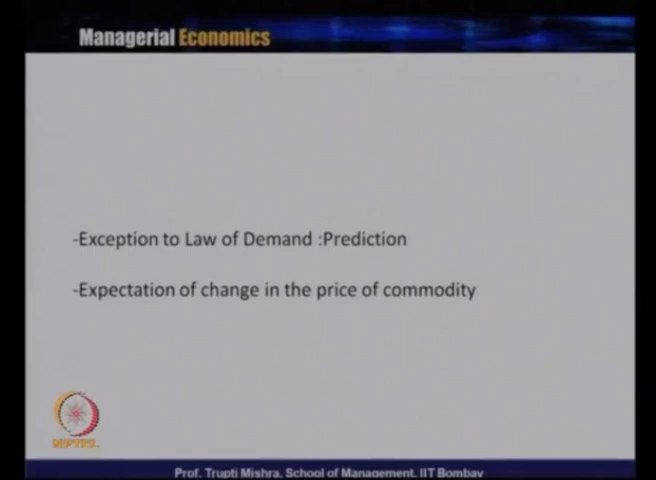 Managerial Economics
-Exception to Law of Demand :Prediction
-Expectation of change in the price of commodity
NPTEL
Prof. Trupti Mishra, School of Management. IIT Bombay